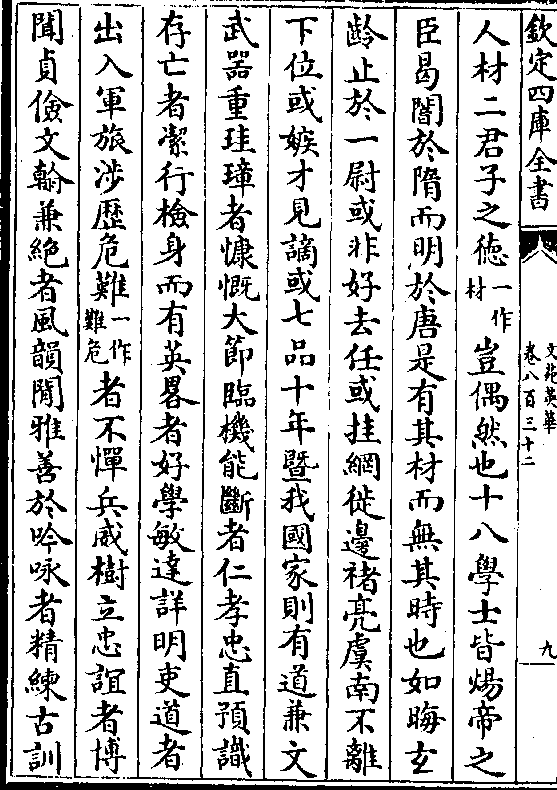 欽定四庫全書
文苑英華
卷八百三十二
九
人材二君子之徳一作材豈偶然也十八學士皆煬帝之
臣曷闇於隋而明於唐是有其材而無其時也如晦𤣥
齡止於一尉或非好去任或挂網徙邊禇亮虞南不離
下位或嫉才見謫或七品十年暨我國家則有道兼文
武器重珪璋者慷慨大節臨機能斷者仁孝忠直預識
存亡者潔行檢身而有英畧者好學敏達詳明吏道者
出入軍旅涉歴危難一作難危者不憚兵威樹立忠誼者博
聞貞儉文翰兼絶者風韻閒雅善於吟咏者精練古訓